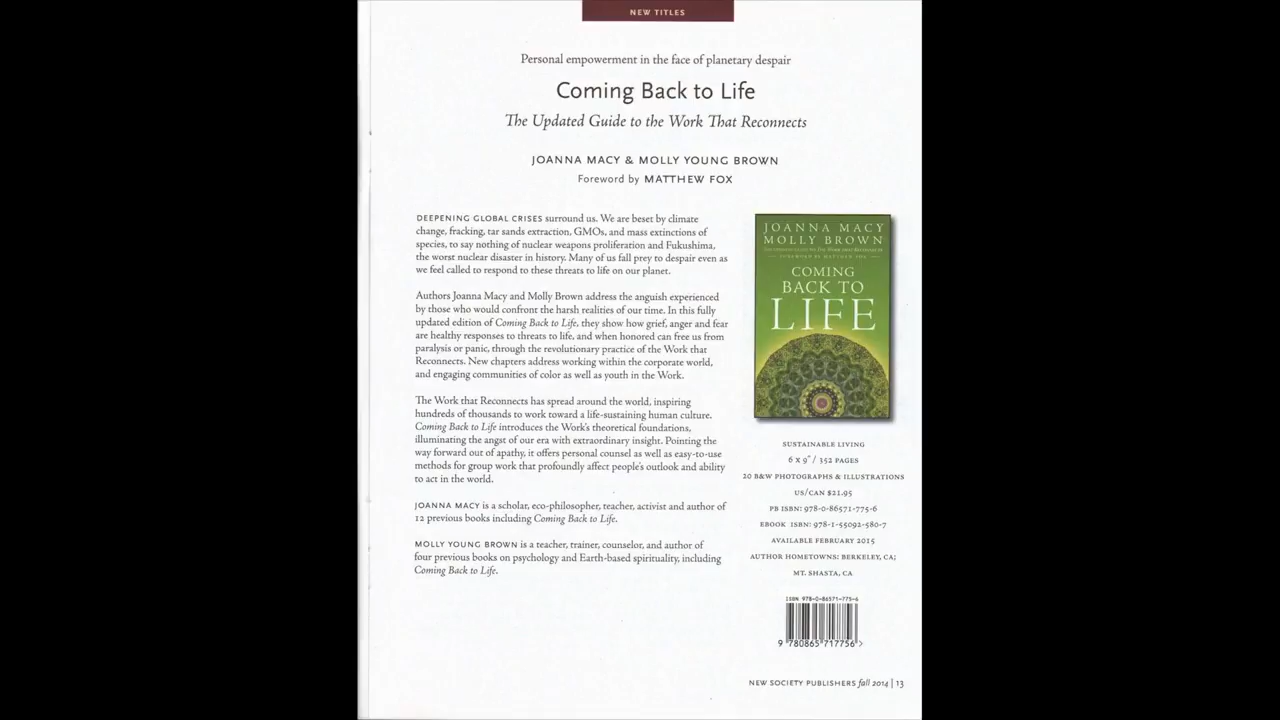 NEW TITLES
Personal empowerment in the face of planetary despair
Coming Back to Life
The Updated Guide to the Work That Reconnects
JOANNA MACY & MOLLY YOUNG BROWN
Foreword by MATTHEW FOX
DEEPENING GLOBAL CRISES surround us. We are beset by climate
change, fracking, tar sands extraction, GMOs, and mass extinctions of
species, to say nothing of nuclear weapons proliferation and Fukushima,
the worst nuclear disaster in history. Many of us fall prey to despair even as
we feel called to respond to these threats to life on our planet.
Authors Joanna Macy and Molly Brown address the anguish experienced
by those who would confront the harsh realities of our time. In this fully
updated edition of Coming Back to Life, they show how grief, anger and fear
are healthy responses to threats to life, and when honored can free us from
paralysis or panic, through the revolutionary practice of the Work that
Reconnects. New chapters address working within the corporate world,
and engaging communities of color as well as youth in the Work.
The Work that Reconnects has spread around the world, inspiring
hundreds of thousands to work toward a life-sustaining human culture.
Coming Back to Life introduces the Work's theoretical foundations,
illuminating the angst of our era with extraordinary insight. Pointing the
way forward out of apathy, it offers personal counsel as well as easy-to-use
methods for group work that profoundly affect people's outlook and ability
to act in the world.
JOANNA MACY is a scholar, eco-philosopher, teacher, activist and author of
12 previous books including Coming Back to Life.
MOLLY YOUNG BROWN is a teacher, trainer, counselor, and author of
four previous books on psychology and Earth-based spirituality, including
Coming Back to Life.
JOANNA MACY
MOLLY BROWN
THE UPDATED GUIDE TO THE WORK THAT RECONNECTS
FOREWORD BY MATTHEW FOX
COMING
BACK TO
LIFE
SUSTAINABLE LIVING
6 X 9" / 352 PAGES
20 B&W PHOTOGRAPHS & ILLUSTRATIONS
US/CAN $21.95
PB ISBN: 978-0-86571-775-6
EBOOK ISBN: 978-1-55092-580-7
AVAILABLE FEBRUARY 2015
AUTHOR HOMETOWNS: BERKELEY, CA;
MT. SHASTA, CA
ISBN 978-0-86571-775-6
9 780865 717756 >
NEW SOCIETY PUBLISHERS fall 2014 | 13